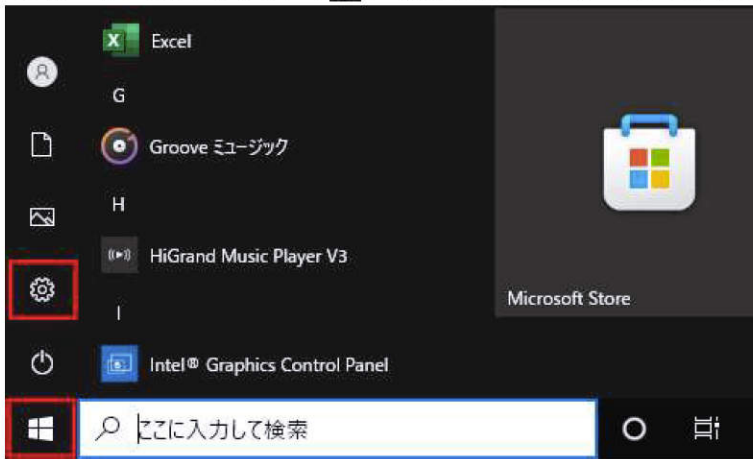 Excel
G
Groove ミュージック
H
HiGrand Music Player V3
Microsoft Store
I
Intel® Graphics Control Panel
ここに入力して検索